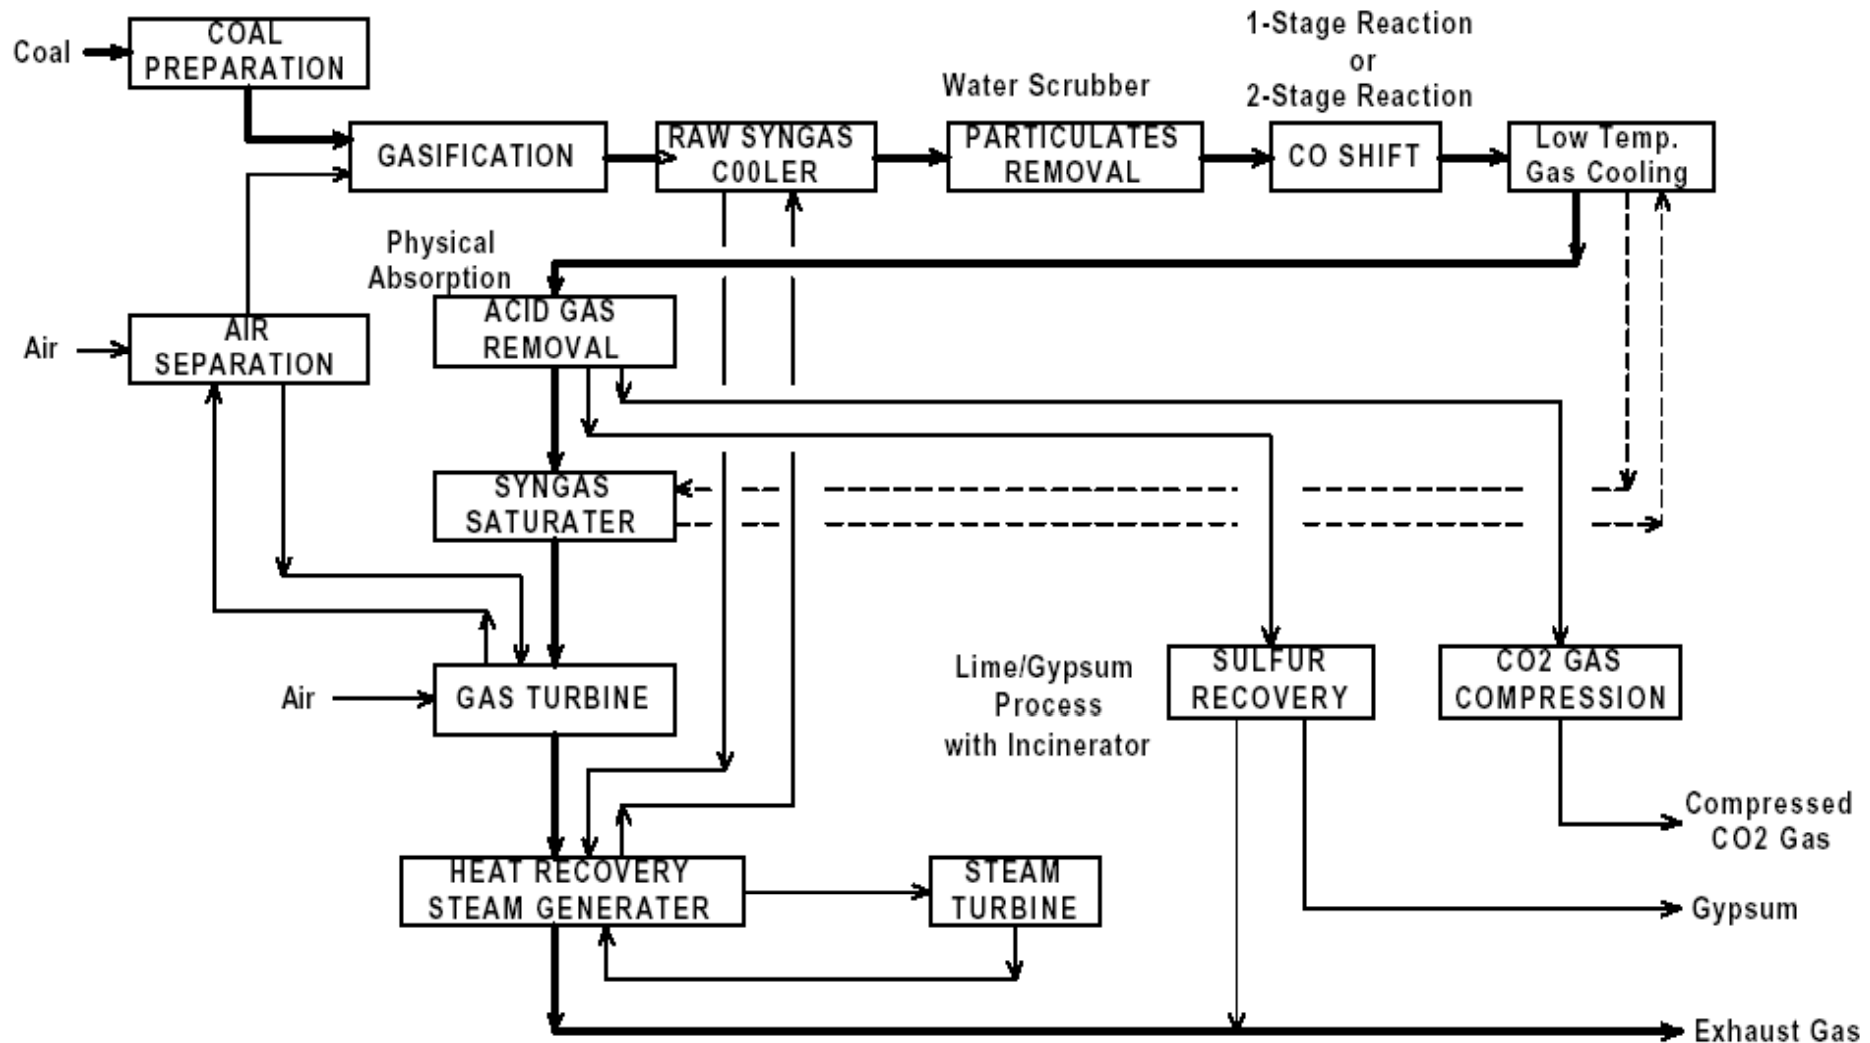 Coal
COAL
PREPARATION
1-Stage Reaction
or
2-Stage Reaction
Water Scrubber
GASIFICATION
RAW SYNGAS
C00LER
PARTICULATES
REMOVAL
CO SHIFT
Low Temp.
Gas Cooling
Physical
Absorption
ACID GAS
REMOVAL
Air
AIR
SEPARATION
SYNGAS
SATURATER
Air
GAS TURBINE
Lime/Gypsum
Process
with Incinerator
SULFUR
RECOVERY
CO2 GAS
COMPRESSION
Compressed
CO2 Gas
HEAT RECOVERY
STEAM GENERATER
STEAM
TURBINE
Gypsum
Exhaust Gas